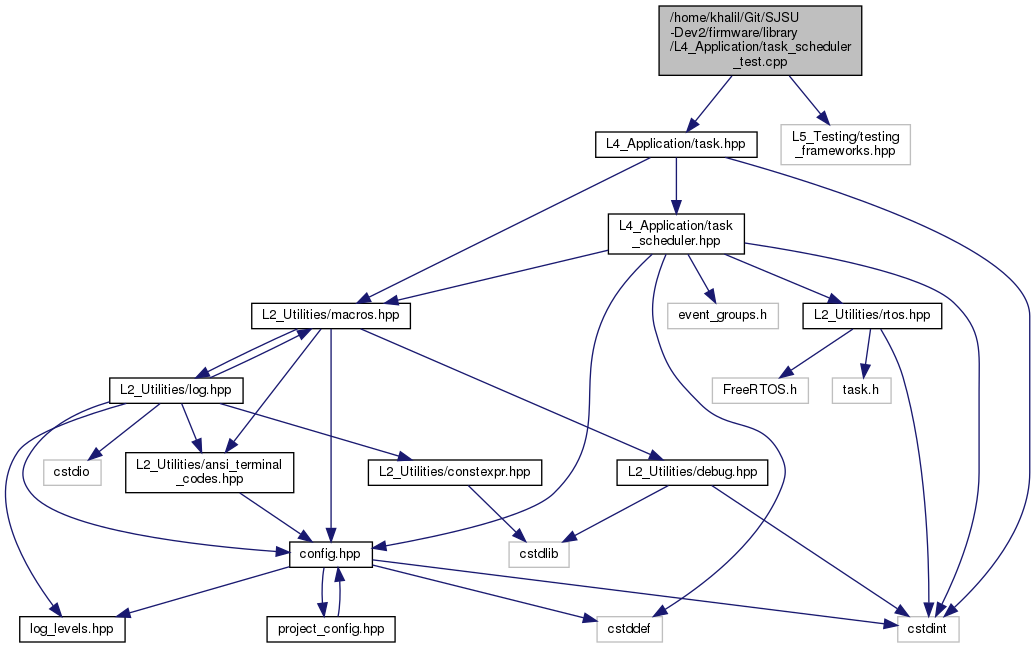 /home/khalil/Git/SJSU
-Dev2/firmware/library
/L4_Application/task_scheduler
_test.cpp
L4_Application/task.hpp
L5_Testing/testing
_frameworks.hpp
L4_Application/task
_scheduler.hpp
L2_Utilities/macros.hpp
event_groups.h
L2_Utilities/rtos.hpp
L2_Utilities/log.hpp
FreeRTOS.h
task.h
cstdio
L2_Utilities/ansi_terminal
_codes.hpp
L2_Utilities/constexpr.hpp
L2_Utilities/debug.hpp
config.hpp
cstdlib
log_levels.hpp
project_config.hpp
cstddef
cstdint